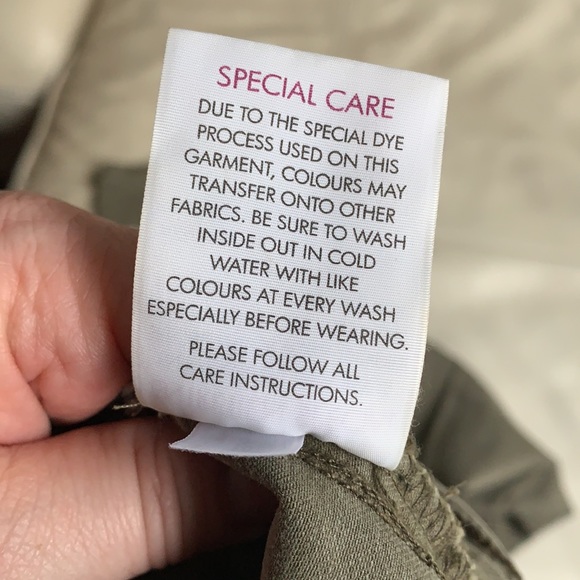 SPECIAL CARE
DUE TO THE SPECIAL DYE
PROCESS USED ON THIS
GARMENT, COLOURS MAY
TRANSFER ONTO OTHER
FABRICS. BE SURE TO WASH
INSIDE OUT IN COLD
WATER WITH LIKE
COLOURS AT EVERY WASH
ESPECIALLY BEFORE WEARING.
PLEASE FOLLOW ALL
CARE INSTRUCTIONS.